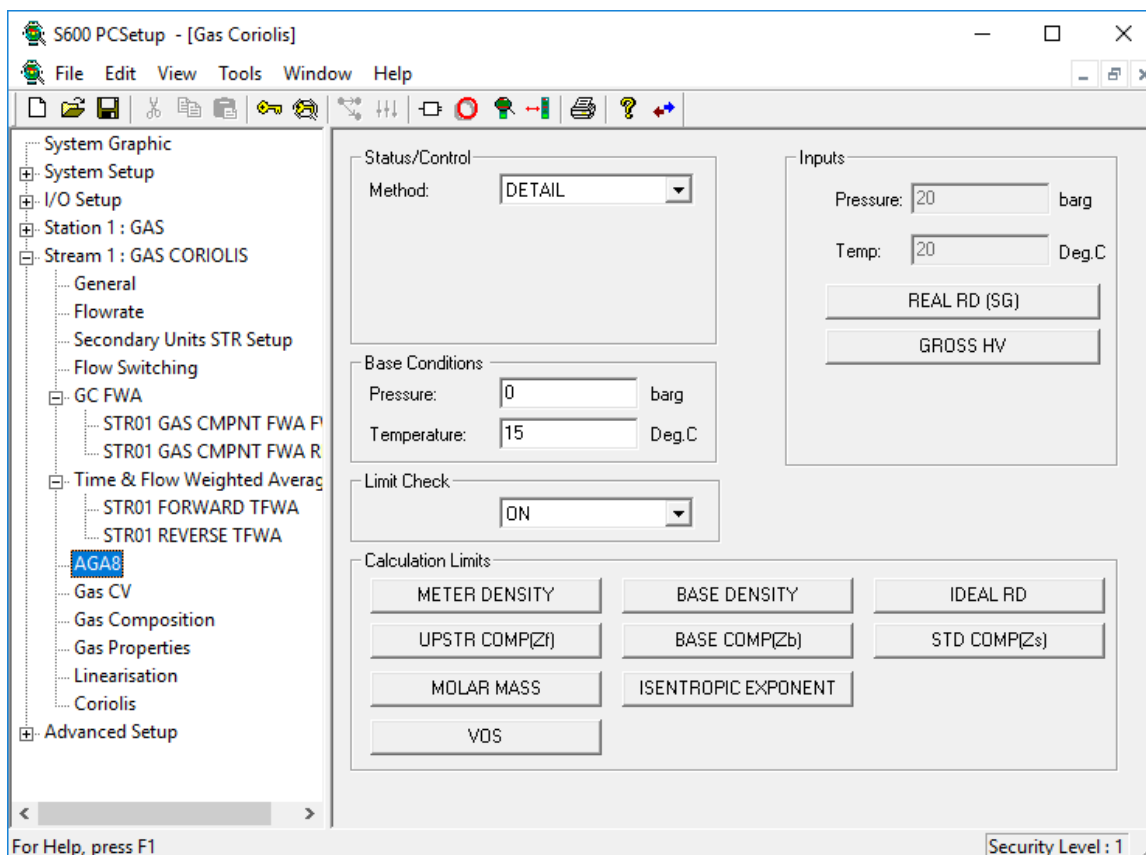 S600 PCSetup - [Gas Coriolis]
File Edit View Tools Window Help
System Graphic
System Setup
I/O Setup
Station 1 : GAS
Stream 1 : GAS CORIOLIS
General
Flowrate
Secondary Units STR Setup
Flow Switching
GC FWA
STR01 GAS CMPNT FWA F
STR01 GAS CMPNT FWA R
Time & Flow Weighted Averag
STR01 FORWARD TFWA
STR01 REVERSE TFWA
AGA8
Gas CV
Gas Composition
Gas Properties
Linearisation
Coriolis
Advanced Setup
Status/Control
Method: DETAIL
Base Conditions
Pressure: 0 barg
Temperature: 15 Deg.C
Limit Check
ON
Inputs
Pressure: 20 barg
Temp: 20 Deg.C
REAL RD (SG)
GROSS HV
Calculation Limits
METER DENSITY BASE DENSITY IDEAL RD
UPSTR COMP(Zf) BASE COMP(Zb) STD COMP(Zs)
MOLAR MASS ISENTROPIC EXPONENT
VOS
For Help, press F1
Security Level : 1